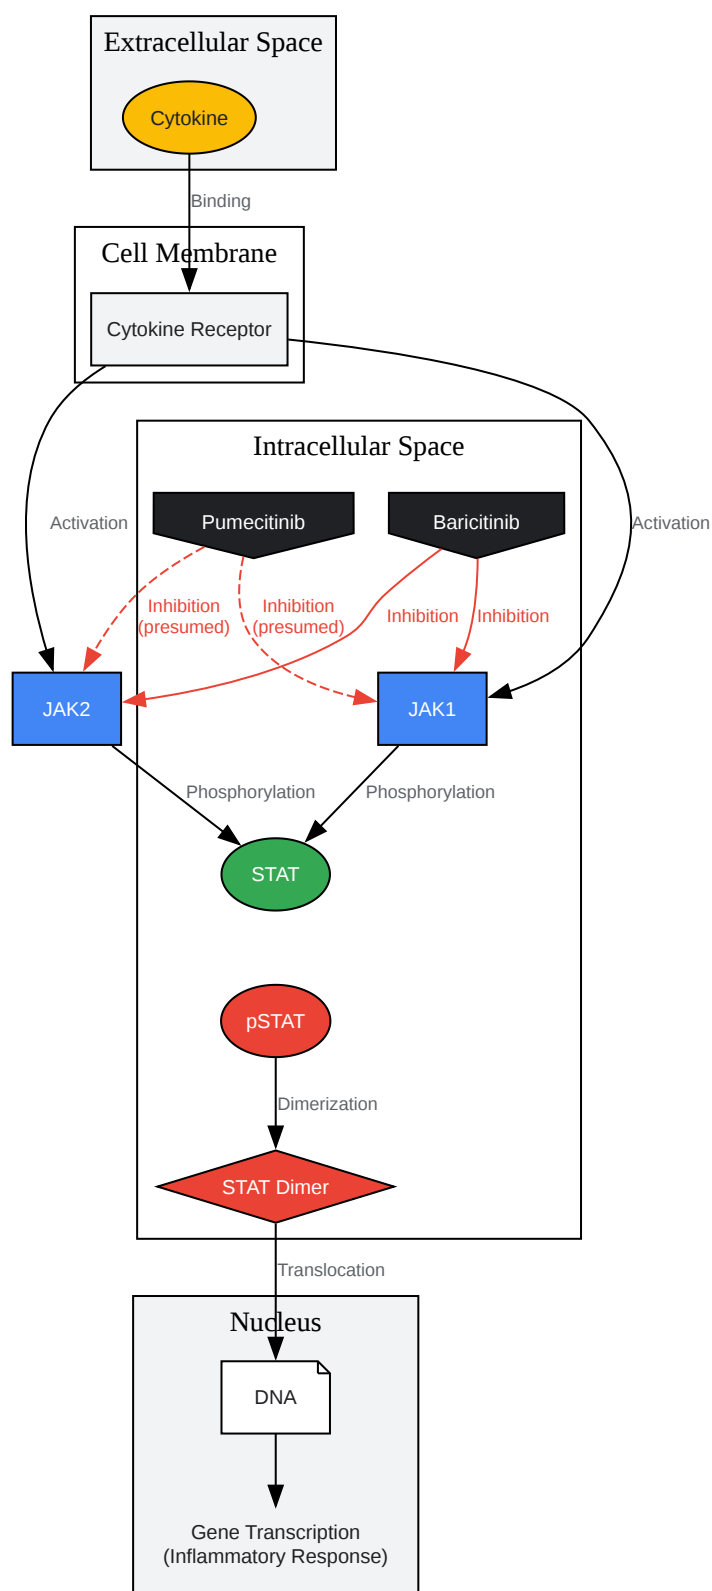 Extracellular Space
Cytokine
Binding
Cell Membrane
Cytokine Receptor
Intracellular Space
Pumecitinib
Baricitinib
Activation
Activation
Inhibition
(presumed)
Inhibition
(presumed)
Inhibition
Inhibition
JAK2
JAK1
Phosphorylation
Phosphorylation
STAT
pSTAT
Dimerization
STAT Dimer
Translocation
Nucleus
DNA
Gene Transcription
(Inflammatory Response)